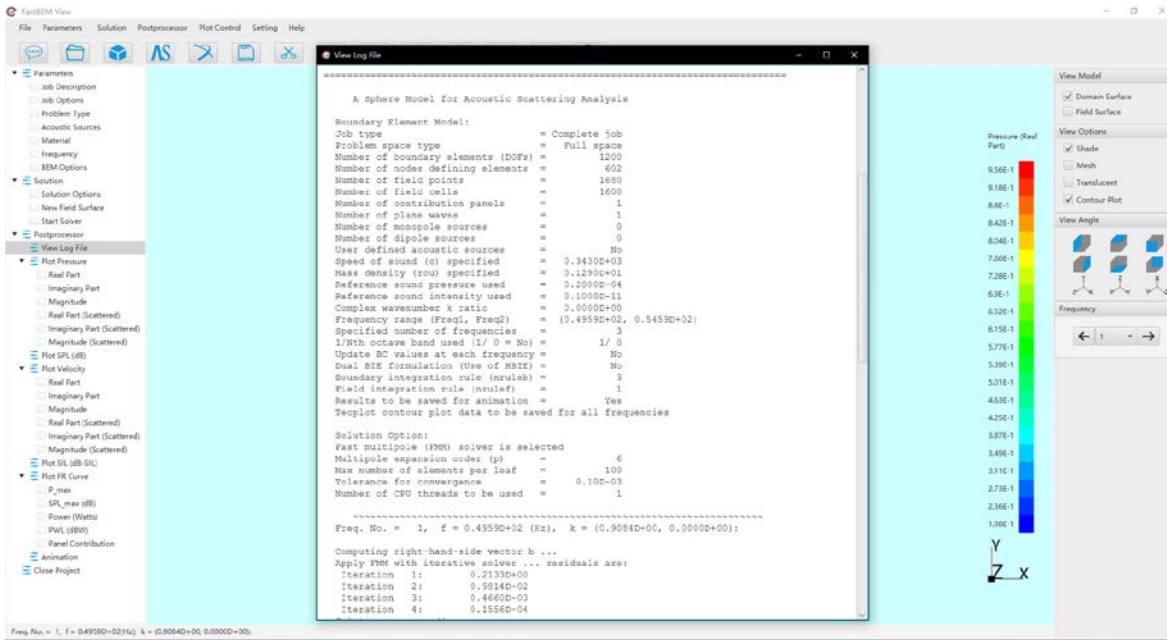 FastBEM View
File Parameters Solution Postprocessor Plot Control Setting Help
▼ Parameters
Job Description
Job Options
Problem Type
Acoustic Sources
Material
Frequency
BEM Options
▼ Solution
Solution Options
New Field Surface
Start Solver
▼ Postprocessor
View Log File
▼ Plot Pressure
Real Part
Imaginary Part
Magnitude
Real Part (Scattered)
Imaginary Part (Scattered)
Magnitude (Scattered)
Plot SPL (dB)
▼ Plot Velocity
Real Part
Imaginary Part
Magnitude
Real Part (Scattered)
Imaginary Part (Scattered)
Magnitude (Scattered)
Plot SIL (dB-SIL)
▼ Plot FR Curve
P_max
SPL_max (dB)
Power (Watts)
PWL (dBW)
Panel Contribution
Animation
Close Project
View Log File
A Sphere Model for Acoustic Scattering Analysis
Boundary Element Model:
Job type = Complete job
Problem space type = Full space
Number of boundary elements (DOFs) = 1200
Number of nodes defining elements = 602
Number of field points = 1680
Number of field cells = 1600
Number of contribution panels = 1
Number of plane waves = 1
Number of monopole sources = 0
Number of dipole sources = 0
User defined acoustic sources = No
Speed of sound (c) specified = 0.3430D+03
Mass density (rou) specified = 0.1290D+01
Reference sound pressure used = 0.2000D-04
Reference sound intensity used = 0.1000D-11
Complex wavenumber k ratio = 0.0000D+00
Frequency range (Freq1, Freq2) = (0.4959D+02, 0.5459D+02)
Specified number of frequencies = 3
1/Nth octave band used (1/ 0 = No) = 1/ 0
Update BC values at each frequency = No
Dual BIE formulation (Use of HBIE) = No
Boundary integration rule (nruleb) = 3
Field integration rule (nrulef) = 1
Results to be saved for animation = Yes
Tecplot contour plot data to be saved for all frequencies
Solution Option:
Fast multipole (FMM) solver is selected
Multipole expansion order (p) = 6
Max number of elements per leaf = 100
Tolerance for convergence = 0.10D-03
Number of CPU threads to be used = 1
Freq. No. = 1, f = 0.4959D+02 (Hz), k = (0.9084D+00, 0.0000D+00):
Computing right-hand-side vector b ...
Apply FMM with iterative solver ... residuals are:
Iteration 1: 0.2133D+00
Iteration 2: 0.9814D-02
Iteration 3: 0.4660D-03
Iteration 4: 0.1556D-04
Pressure (Real
Part)
9.56E-1
9.18E-1
8.8E-1
8.42E-1
8.04E-1
7.66E-1
7.28E-1
6.9E-1
6.52E-1
6.15E-1
5.77E-1
5.39E-1
5.01E-1
4.63E-1
4.25E-1
3.87E-1
3.49E-1
3.11E-1
2.73E-1
2.36E-1
Y
Z X
View Model
Domain Surface
Field Surface
View Options
Shade
Mesh
Translucent
Contour Plot
View Angle
Frequency
1
Freq. No. = 1, f = 0.4959D+02(Hz), k = (0.9084D+00, 0.0000D+00).